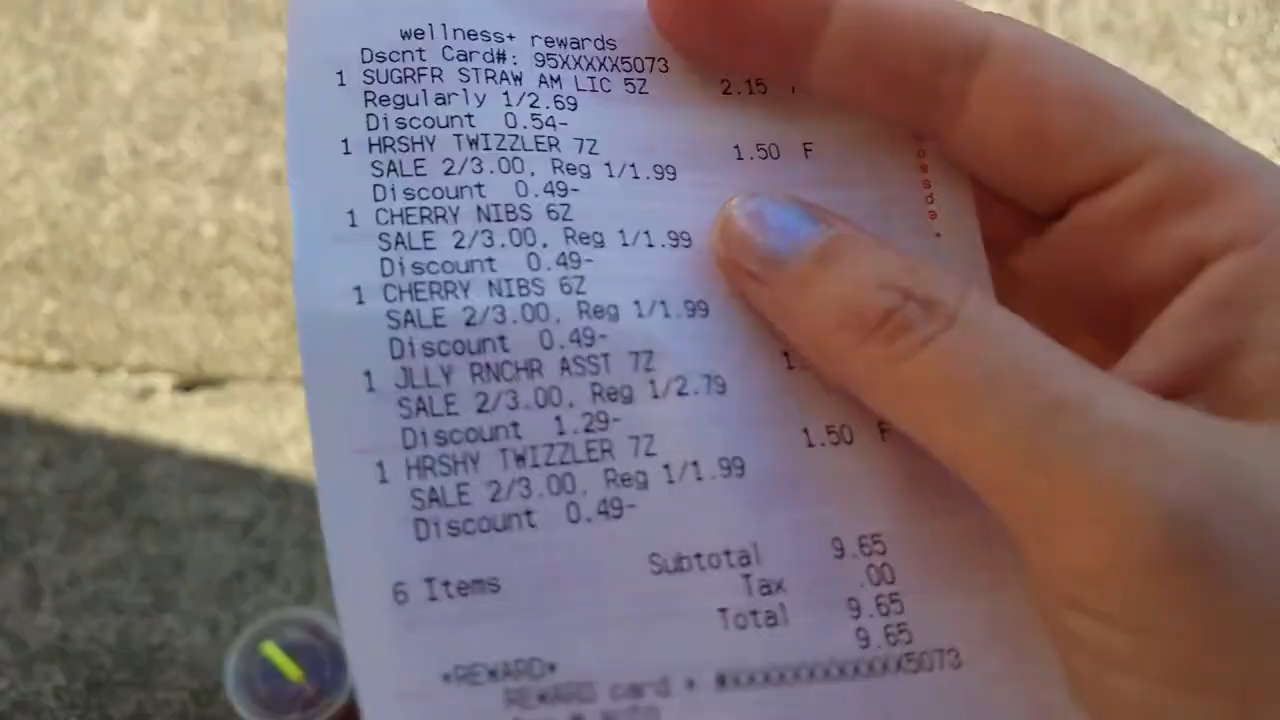 wellness+ rewards
Dscnt Card#: 95XXXXX5073
1 SUGRFR STRAW AM LIC 5Z 2.15
Regularly 1/2.69
Discount 0.54-
1 HRSHY TWIZZLER 7Z 1.50 F
SALE 2/3.00, Reg 1/1.99
Discount 0.49-
1 CHERRY NIBS 6Z
SALE 2/3.00, Reg 1/1.99
Discount 0.49-
1 CHERRY NIBS 6Z
SALE 2/3.00, Reg 1/1.99
Discount 0.49-
1 JLLY RNCHR ASST 7Z
SALE 2/3.00, Reg 1/2.79
Discount 1.29-
1 HRSHY TWIZZLER 7Z 1.50 F
SALE 2/3.00, Reg 1/1.99
Discount 0.49-
6 Items Subtotal 9.65
Tax .00
Total 9.65
9.65
*REWARD*
REWARD card * #XXXXXXXXXXXX5073